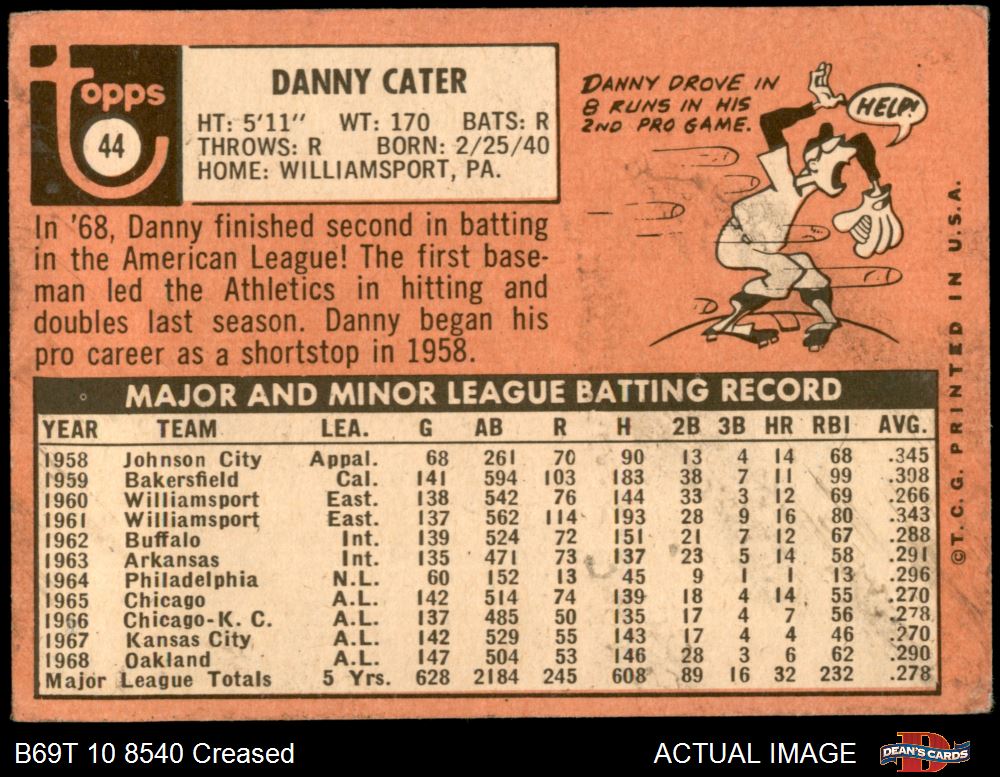 Topps
44
DANNY CATER
HT: 5'11" WT: 170 BATS: R
THROWS: R BORN: 2/25/40
HOME: WILLIAMSPORT, PA.
DANNY DROVE IN
8 RUNS IN HIS
2ND PRO GAME.
HELP!
In '68, Danny finished second in batting
in the American League! The first base-
man led the Athletics in hitting and
doubles last season. Danny began his
pro career as a shortstop in 1958.
MAJOR AND MINOR LEAGUE BATTING RECORD
YEAR TEAM LEA. G AB R H 2B 3B HR RBI AVG.
1958 Johnson City Appal. 68 261 70 90 13 4 14 68 .345
1959 Bakersfield Cal. 141 594 103 183 38 7 11 99 .308
1960 Williamsport East. 138 542 76 144 33 3 12 69 .266
1961 Williamsport East. 137 562 114 193 28 9 16 80 .343
1962 Buffalo Int. 139 524 72 151 21 7 12 67 .288
1963 Arkansas Int. 135 471 73 137 23 5 14 58 .291
1964 Philadelphia N.L. 60 152 13 45 9 1 1 13 .296
1965 Chicago A.L. 142 514 74 139 18 4 14 55 .270
1966 Chicago-K. C. A.L. 137 485 50 135 17 4 7 56 .278
1967 Kansas City A.L. 142 529 55 143 17 4 4 46 .270
1968 Oakland A.L. 147 504 53 146 28 3 6 62 .290
Major League Totals 5 Yrs. 628 2184 245 608 89 16 32 232 .278
©T. C. G. PRINTED IN U.S.A.
B69T 10 8540 Creased
ACTUAL IMAGE
DEAN'S CARDS